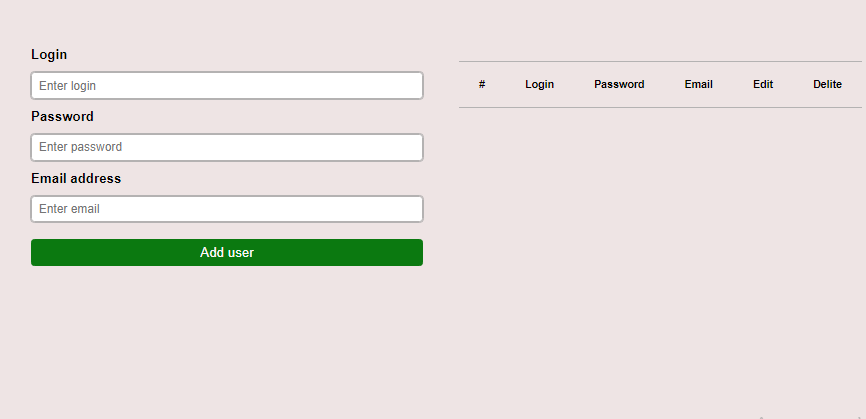 Login
Enter login
Password
Enter password
Email address
Enter email
Add user
# Login Password Email Edit Delite